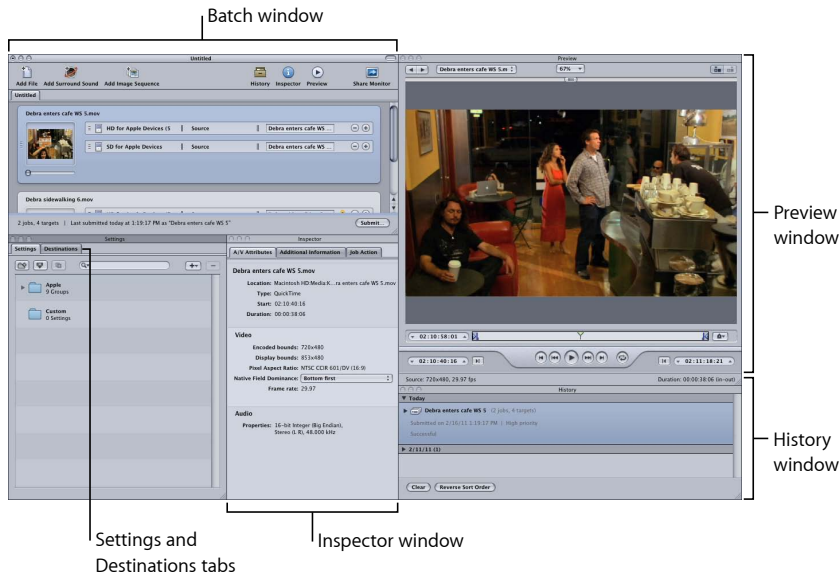 Batch window
Untitled
Add File Add Surround Sound Add Image Sequence
History Inspector Preview
Share Monitor
Untitled
Debra enters cafe WS 5.mov
HD for Apple Devices (5 | Source | Debra enters cafe WS ...
SD for Apple Devices | Source | Debra enters cafe WS ...
Debra sidewalking 6.mov
2 jobs, 4 targets | Last submitted today at 1:19:17 PM as "Debra enters cafe WS 5"
Submit...
Preview
Debra enters cafe WS 5.m
67%
Preview
window
02:10:58:01
02:10:40:16
02:11:18:21
Source: 720x480, 29.97 fps
Duration: 00:00:38:06 (in-out)
Settings
Settings Destinations
Apple
9 Groups
Custom
0 Settings
Inspector
A/V Attributes Additional Information Job Action
Debra enters cafe WS 5.mov
Location: Macintosh HD:Media:K...ra enters cafe WS 5.mov
Type: QuickTime
Start: 02:10:40:16
Duration: 00:00:38:06
Video
Encoded bounds: 720x480
Display bounds: 853x480
Pixel Aspect Ratio: NTSC CCIR 601/DV (16:9)
Native Field Dominance: Bottom first
Frame rate: 29.97
Audio
Properties: 16-bit Integer (Big Endian),
Stereo (L R), 48.000 kHz
History
Today
Debra enters cafe WS 5 (2 jobs, 4 targets)
Submitted on 2/16/11 1:19:17 PM | High priority
Successful
2/11/11 (1)
Clear Reverse Sort Order
History
window
Settings and
Destinations tabs
Inspector window